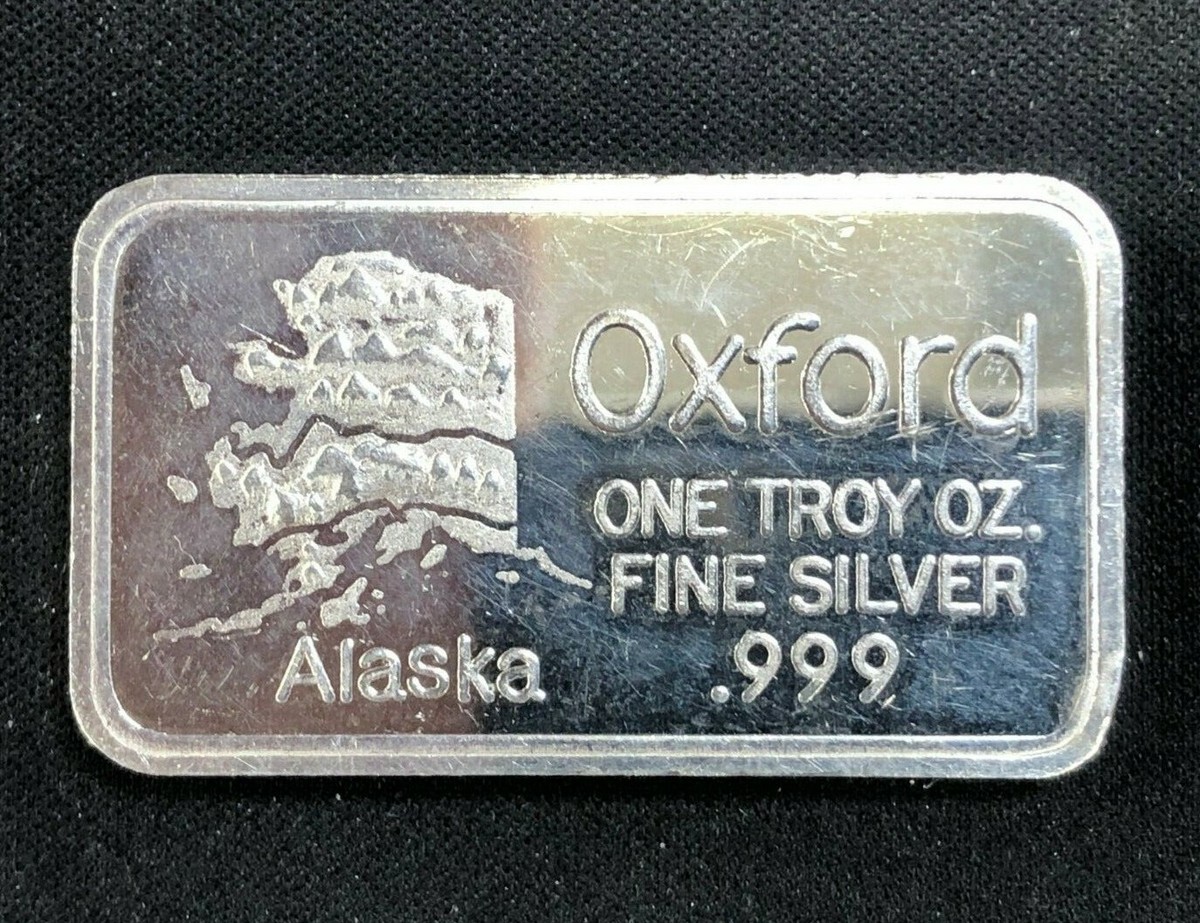 Oxford
ONE TROY OZ.
FINE SILVER
.999
Alaska